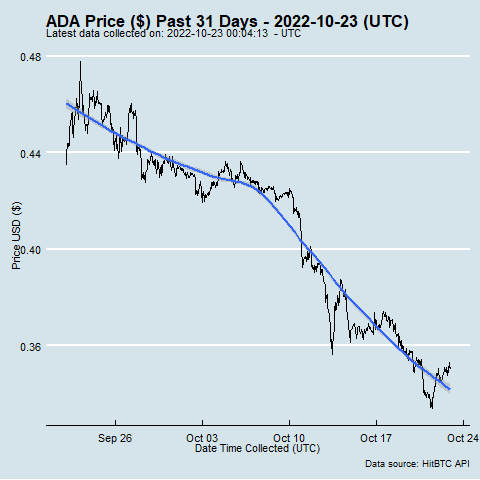 ADA Price ($) Past 31 Days - 2022-10-23 (UTC)
Latest data collected on: 2022-10-23 00:04:13 - UTC
0.48
0.44
0.40
0.36
Price USD ($)
Sep 26
Oct 03
Oct 10
Oct 17
Oct 24
Date Time Collected (UTC)
Data source: HitBTC API